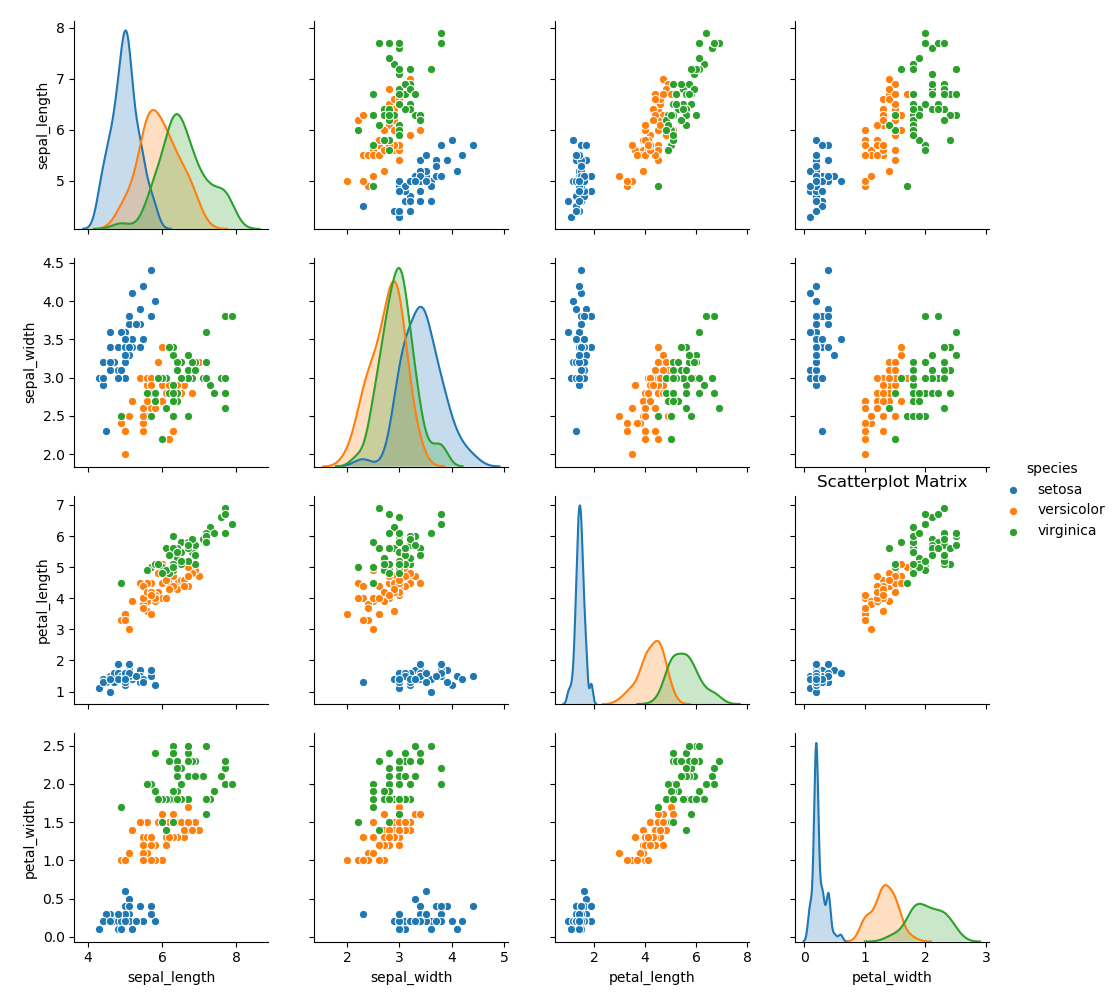 8
7
6
5
sepal_length
4.5
4.0
3.5
3.0
2.5
2.0
sepal_width
Scatterplot Matrix
species
setosa
versicolor
virginica
7
6
5
4
3
2
1
petal_length
2.5
2.0
1.5
1.0
0.5
0.0
petal_width
4 6 8
sepal_length
2 3 4 5
sepal_width
2 4 6 8
petal_length
0 1 2 3
petal_width